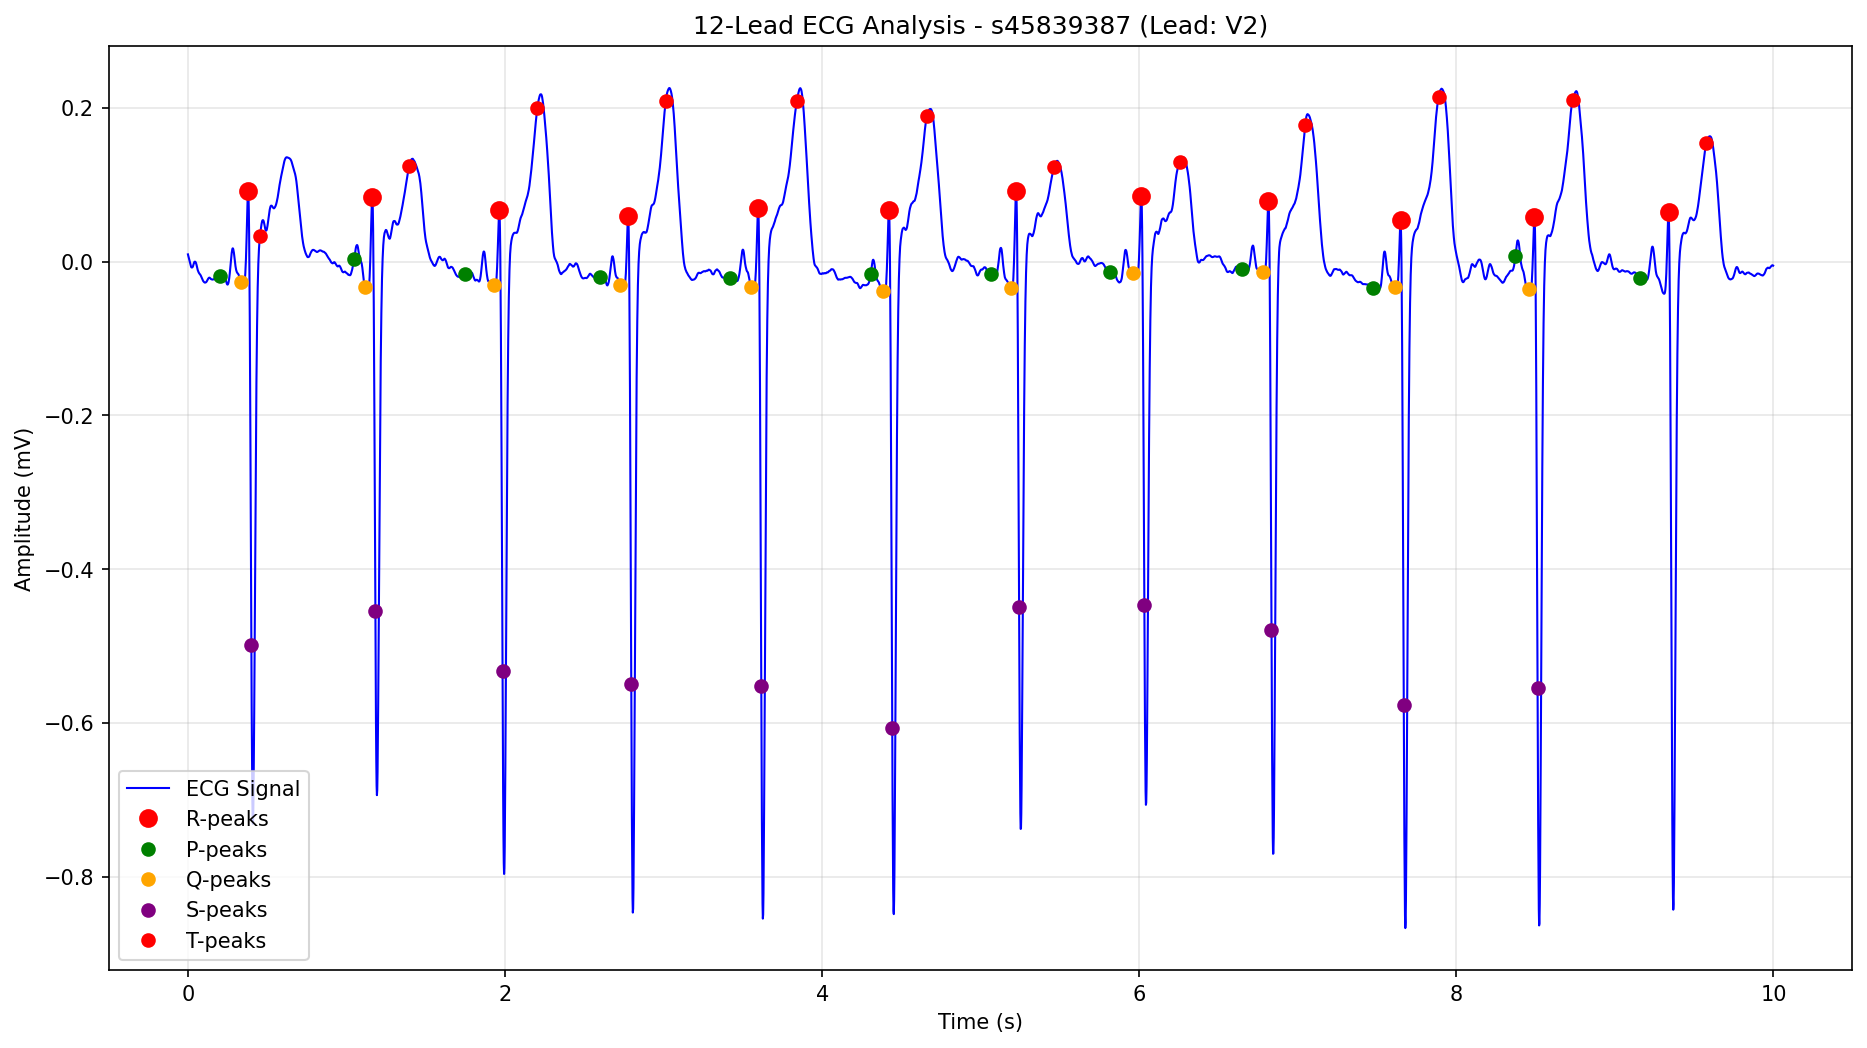 12-Lead ECG Analysis - s45839387 (Lead: V2)
Amplitude (mV)
0.2
0.0
−0.2
−0.4
−0.6
−0.8
ECG Signal
R-peaks
P-peaks
Q-peaks
S-peaks
T-peaks
0 2 4 6 8 10
Time (s)